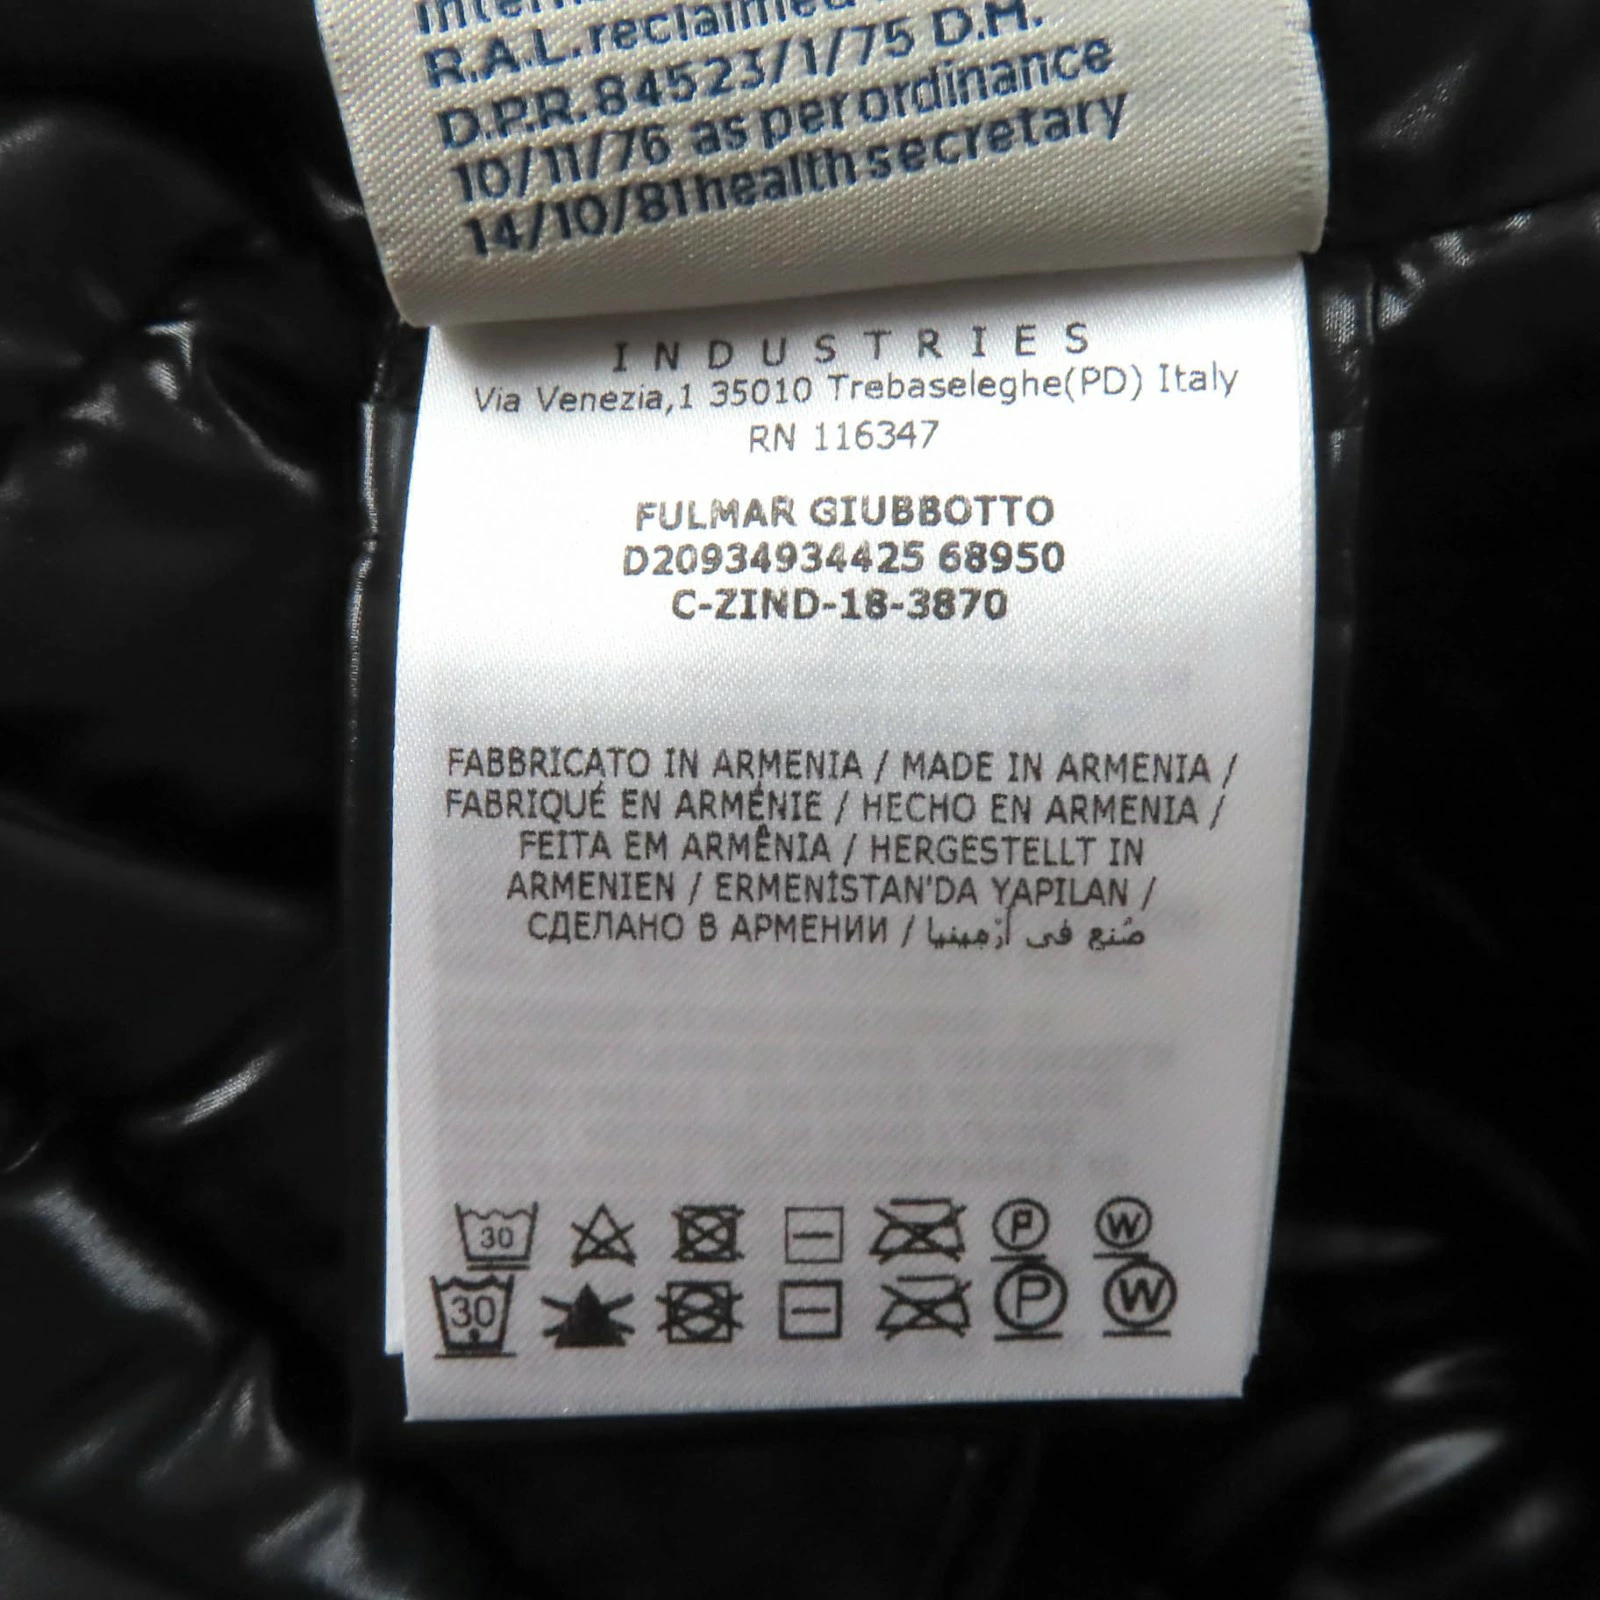 R.A.L. reclaimed
D.P.R. 84523/1/75 D.M.
10/11/76 as per ordinance
14/10/81 health secretary
INDUSTRIES
Via Venezia,1 35010 Trebaseleghe(PD) Italy
RN 116347
FULMAR GIUBBOTTO
D20934934425 68950
C-ZIND-18-3870
FABBRICATO IN ARMENIA / MADE IN ARMENIA /
FABRIQUÉ EN ARMÉNIE / HECHO EN ARMENIA /
FEITA EM ARMÊNIA / HERGESTELLT IN
ARMENIEN / ERMENİSTAN'DA YAPILAN /
СДЕЛАНО В АРМЕНИИ / صُنع في أرْمينيا
30 P W
30 P W